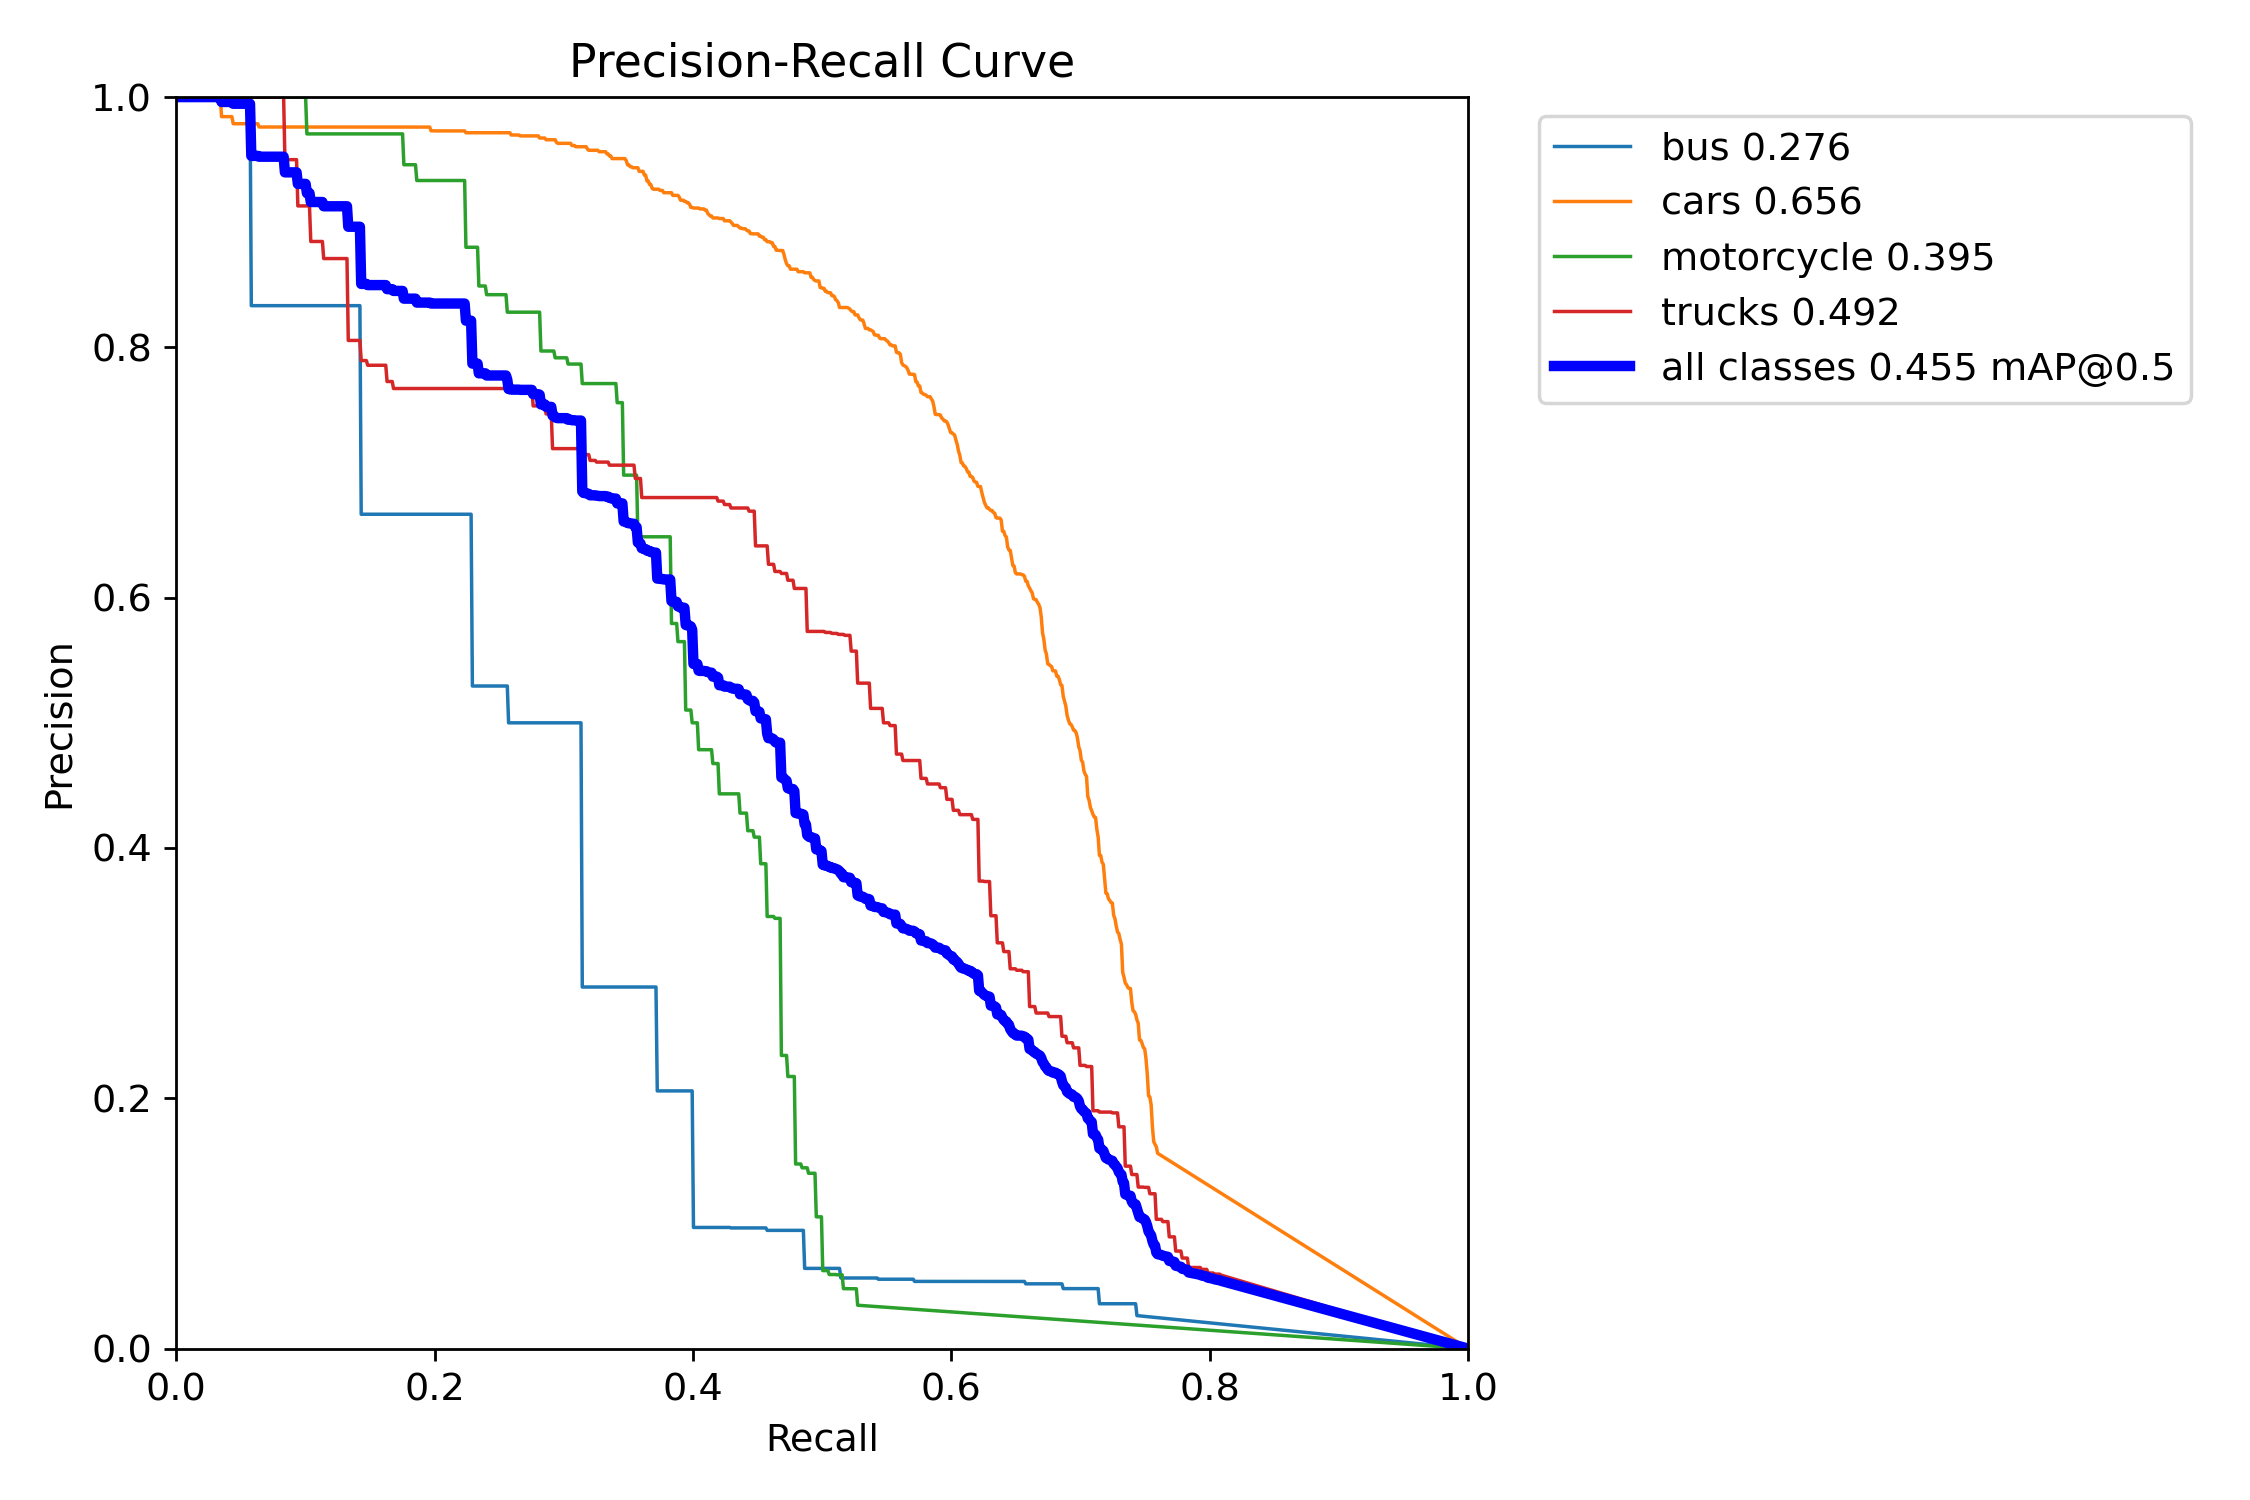 Precision-Recall Curve
1.0
0.8
0.6
0.4
0.2
0.0
Precision
0.0 0.2 0.4 0.6 0.8 1.0
Recall
bus 0.276
cars 0.656
motorcycle 0.395
trucks 0.492
all classes 0.455 mAP@0.5